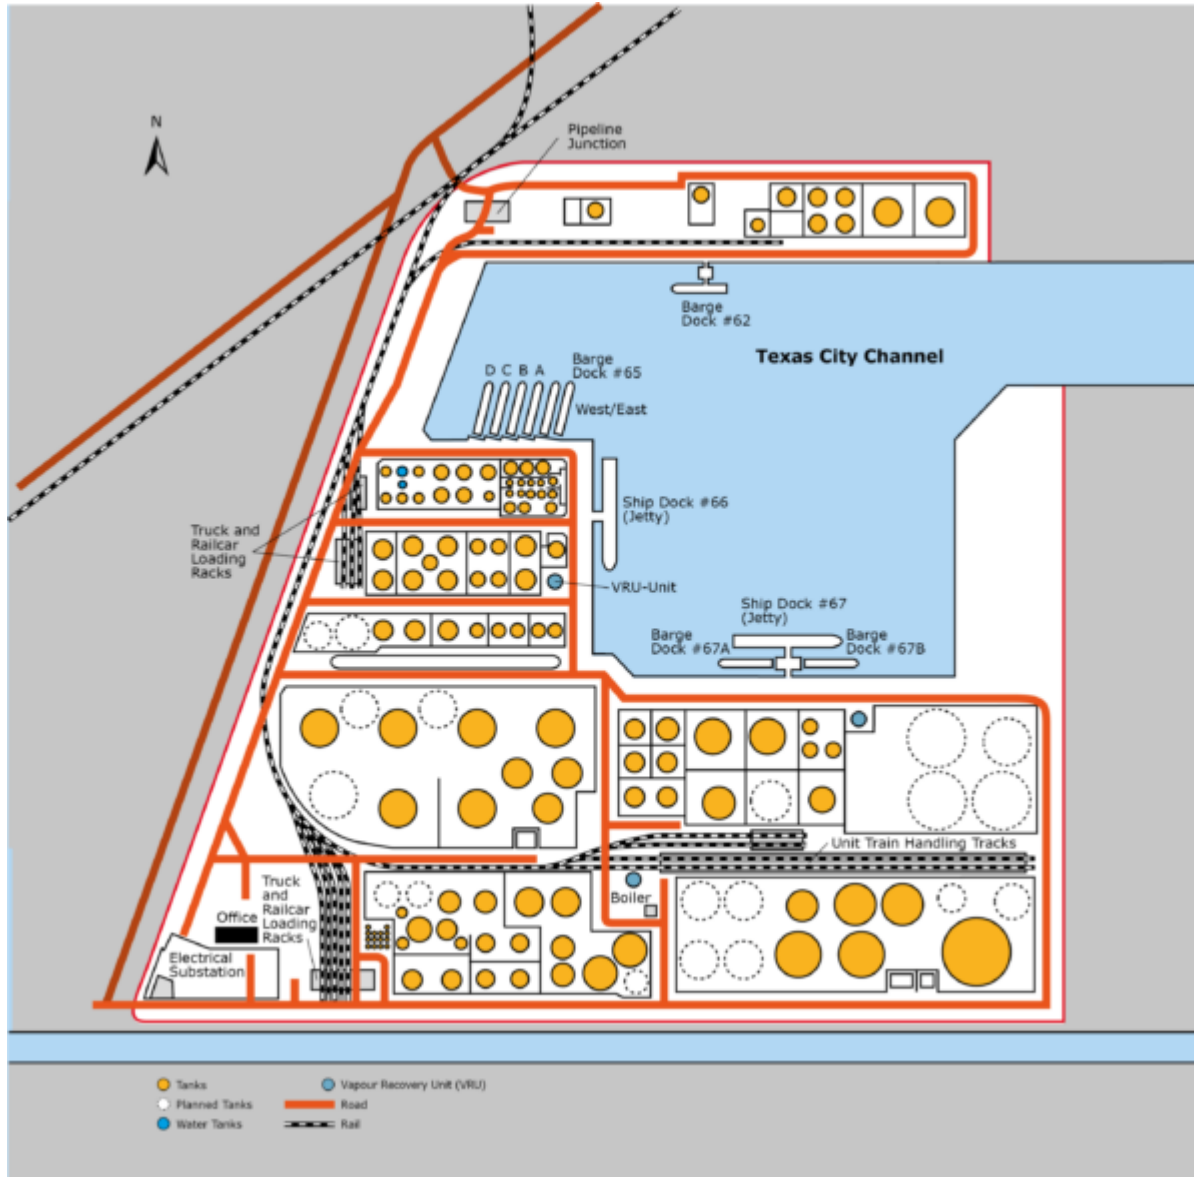 N
Pipeline
Junction
Barge
Dock #62
Texas City Channel
D C B A
Barge
Dock #65
West/East
Ship Dock #66
(Jetty)
Truck and
Railcar
Loading
Racks
VRU-Unit
Ship Dock #67
(Jetty)
Barge
Dock #67A
Barge
Dock #67B
Unit Train Handling Tracks
Boiler
Truck
and
Railcar
Loading
Racks
Office
Electrical
Substation
Tanks
Vapour Recovery Unit (VRU)
Planned Tanks
Road
Water Tanks
Rail